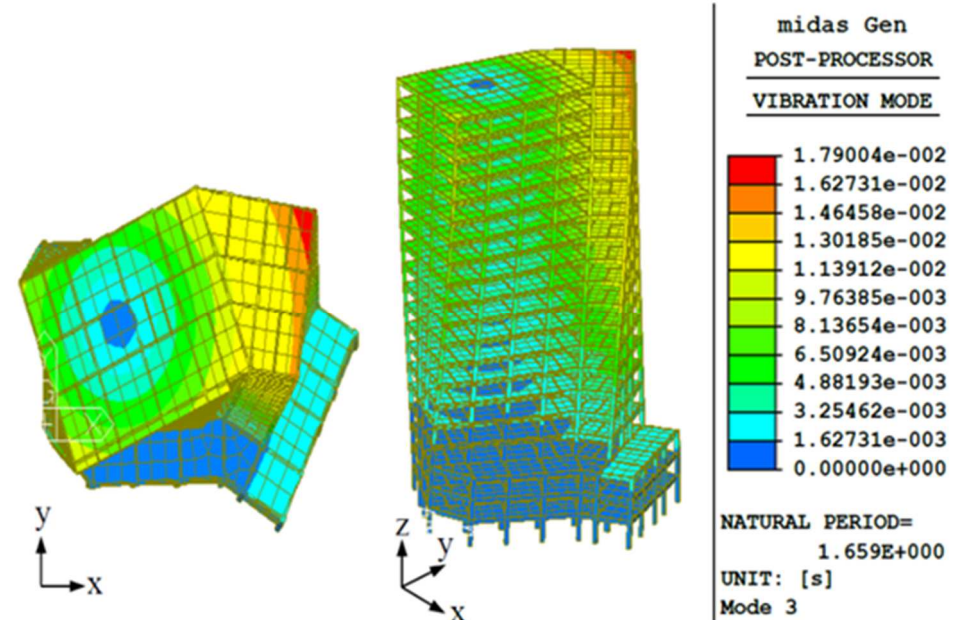 midas Gen
POST-PROCESSOR
VIBRATION MODE
1.79004e-002
1.62731e-002
1.46458e-002
1.30185e-002
1.13912e-002
9.76385e-003
8.13654e-003
6.50924e-003
4.88193e-003
3.25462e-003
1.62731e-003
0.00000e+000
NATURAL PERIOD=
1.659E+000
UNIT: [s]
Mode 3
y
x
z
y
x